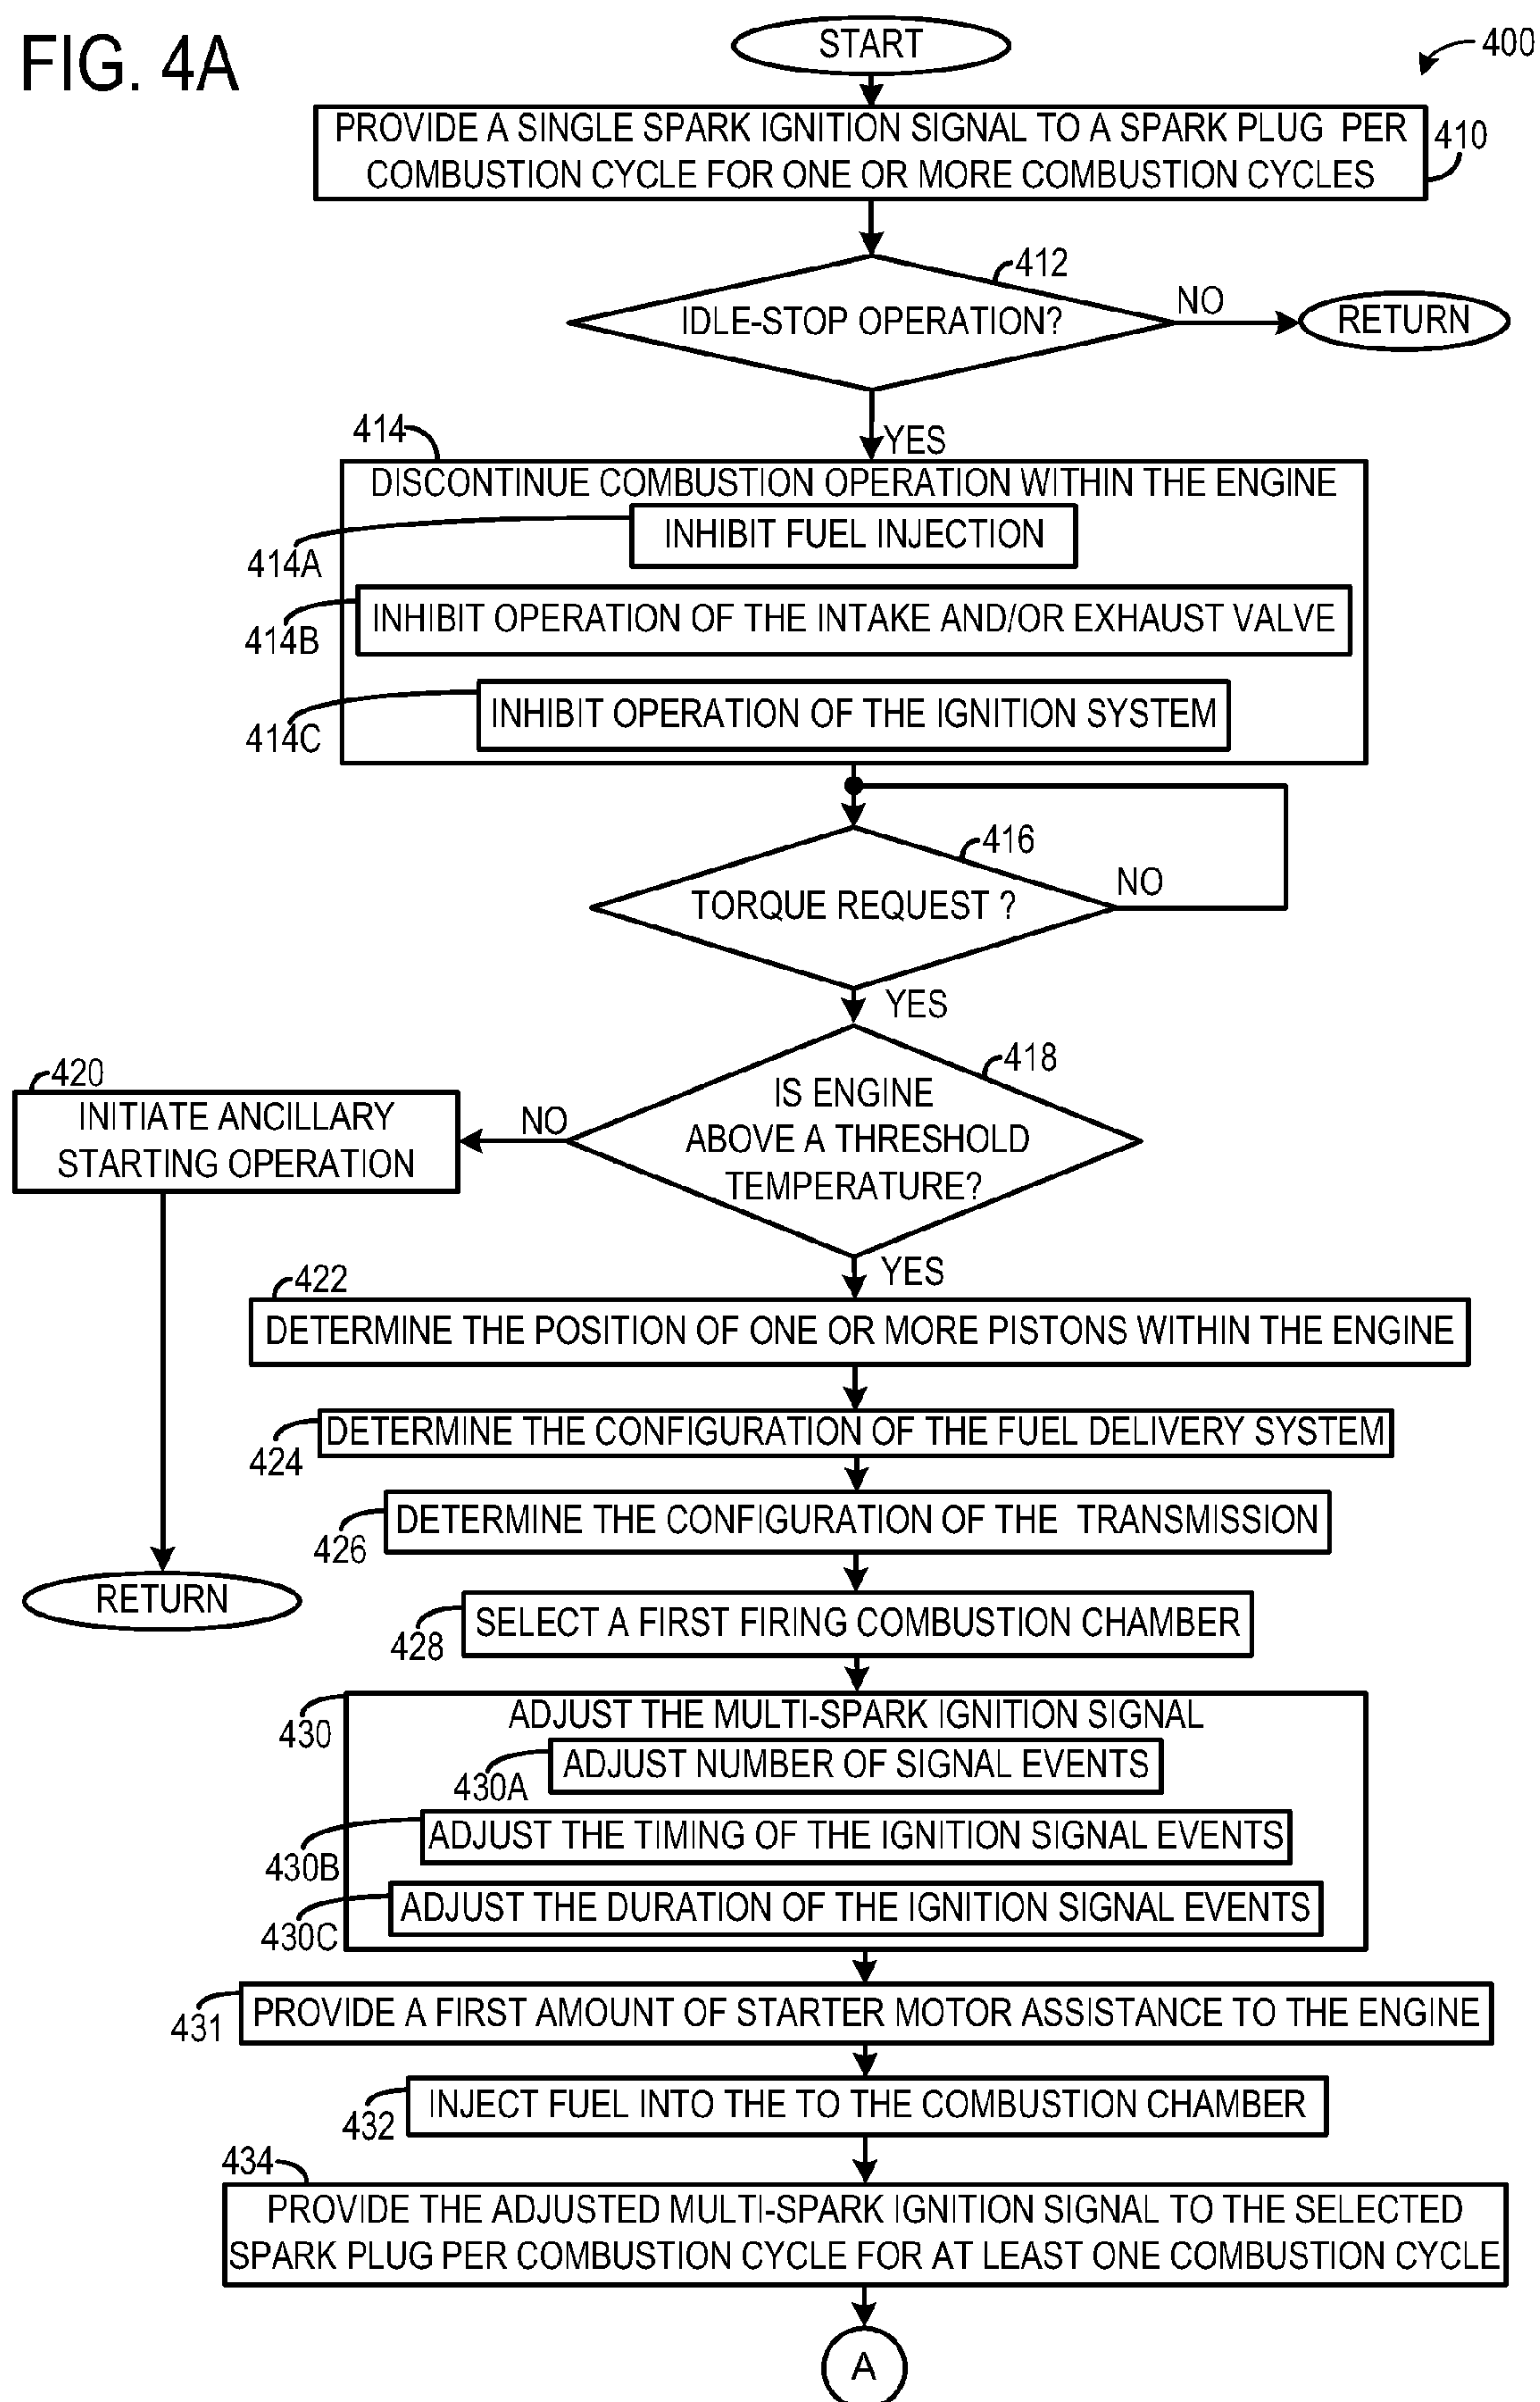 FIG. 4A
START
400
PROVIDE A SINGLE SPARK IGNITION SIGNAL TO A SPARK PLUG PER
COMBUSTION CYCLE FOR ONE OR MORE COMBUSTION CYCLES
410
412
IDLE-STOP OPERATION?
NO
RETURN
YES
414
DISCONTINUE COMBUSTION OPERATION WITHIN THE ENGINE
INHIBIT FUEL INJECTION
414A
INHIBIT OPERATION OF THE INTAKE AND/OR EXHAUST VALVE
414B
INHIBIT OPERATION OF THE IGNITION SYSTEM
414C
416
TORQUE REQUEST ?
NO
YES
418
IS ENGINE
ABOVE A THRESHOLD
TEMPERATURE?
NO
420
INITIATE ANCILLARY
STARTING OPERATION
RETURN
YES
422
DETERMINE THE POSITION OF ONE OR MORE PISTONS WITHIN THE ENGINE
DETERMINE THE CONFIGURATION OF THE FUEL DELIVERY SYSTEM
424
DETERMINE THE CONFIGURATION OF THE TRANSMISSION
426
SELECT A FIRST FIRING COMBUSTION CHAMBER
428
ADJUST THE MULTI-SPARK IGNITION SIGNAL
430
ADJUST NUMBER OF SIGNAL EVENTS
430A
ADJUST THE TIMING OF THE IGNITION SIGNAL EVENTS
430B
ADJUST THE DURATION OF THE IGNITION SIGNAL EVENTS
430C
PROVIDE A FIRST AMOUNT OF STARTER MOTOR ASSISTANCE TO THE ENGINE
431
INJECT FUEL INTO THE TO THE COMBUSTION CHAMBER
432
434
PROVIDE THE ADJUSTED MULTI-SPARK IGNITION SIGNAL TO THE SELECTED
SPARK PLUG PER COMBUSTION CYCLE FOR AT LEAST ONE COMBUSTION CYCLE
A